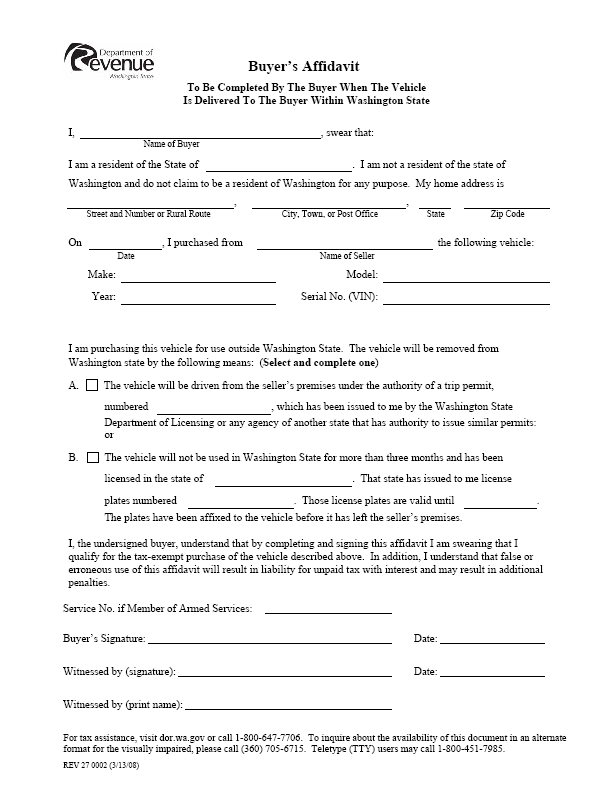 Department of
Revenue
Washington State
Buyer's Affidavit
To Be Completed By The Buyer When The Vehicle
Is Delivered To The Buyer Within Washington State
I, , swear that:
Name of Buyer
I am a resident of the State of . I am not a resident of the state of
Washington and do not claim to be a resident of Washington for any purpose. My home address is
, ,
Street and Number or Rural Route City, Town, or Post Office State Zip Code
On , I purchased from the following vehicle:
Date Name of Seller
Make: Model:
Year: Serial No. (VIN):
I am purchasing this vehicle for use outside Washington State. The vehicle will be removed from
Washington state by the following means: (Select and complete one)
A. The vehicle will be driven from the seller's premises under the authority of a trip permit,
numbered , which has been issued to me by the Washington State
Department of Licensing or any agency of another state that has authority to issue similar permits:
or
B. The vehicle will not be used in Washington State for more than three months and has been
licensed in the state of . That state has issued to me license
plates numbered . Those license plates are valid until .
The plates have been affixed to the vehicle before it has left the seller's premises.
I, the undersigned buyer, understand that by completing and signing this affidavit I am swearing that I
qualify for the tax-exempt purchase of the vehicle described above. In addition, I understand that false or
erroneous use of this affidavit will result in liability for unpaid tax with interest and may result in additional
penalties.
Service No. if Member of Armed Services:
Buyer's Signature: Date:
Witnessed by (signature): Date:
Witnessed by (print name):
For tax assistance, visit dor.wa.gov or call 1-800-647-7706. To inquire about the availability of this document in an alternate
format for the visually impaired, please call (360) 705-6715. Teletype (TTY) users may call 1-800-451-7985.
REV 27 0002 (3/13/08)